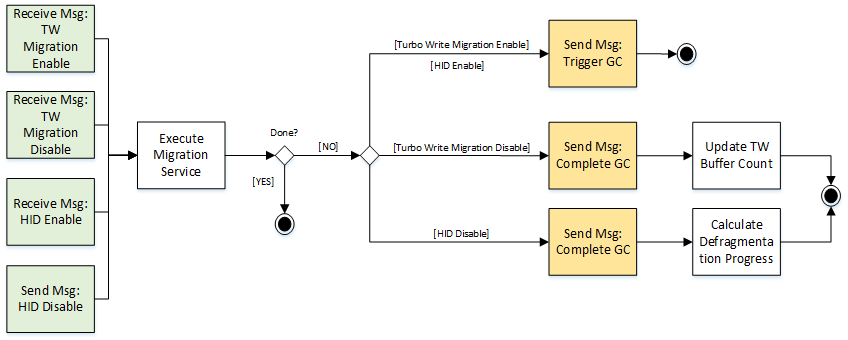 Receive Msg:
TW
Migration
Enable
Receive Msg:
TW
Migration
Disable
Receive Msg:
HID Enable
Send Msg:
HID Disable
Execute
Migration
Service
Done?
[NO]
[YES]
[Turbo Write Migration Enable]
[HID Enable]
Send Msg:
Trigger GC
[Turbo Write Migration Disable]
Send Msg:
Complete GC
Update TW
Buffer Count
[HID Disable]
Send Msg:
Complete GC
Calculate
Defragmenta
tion Progress